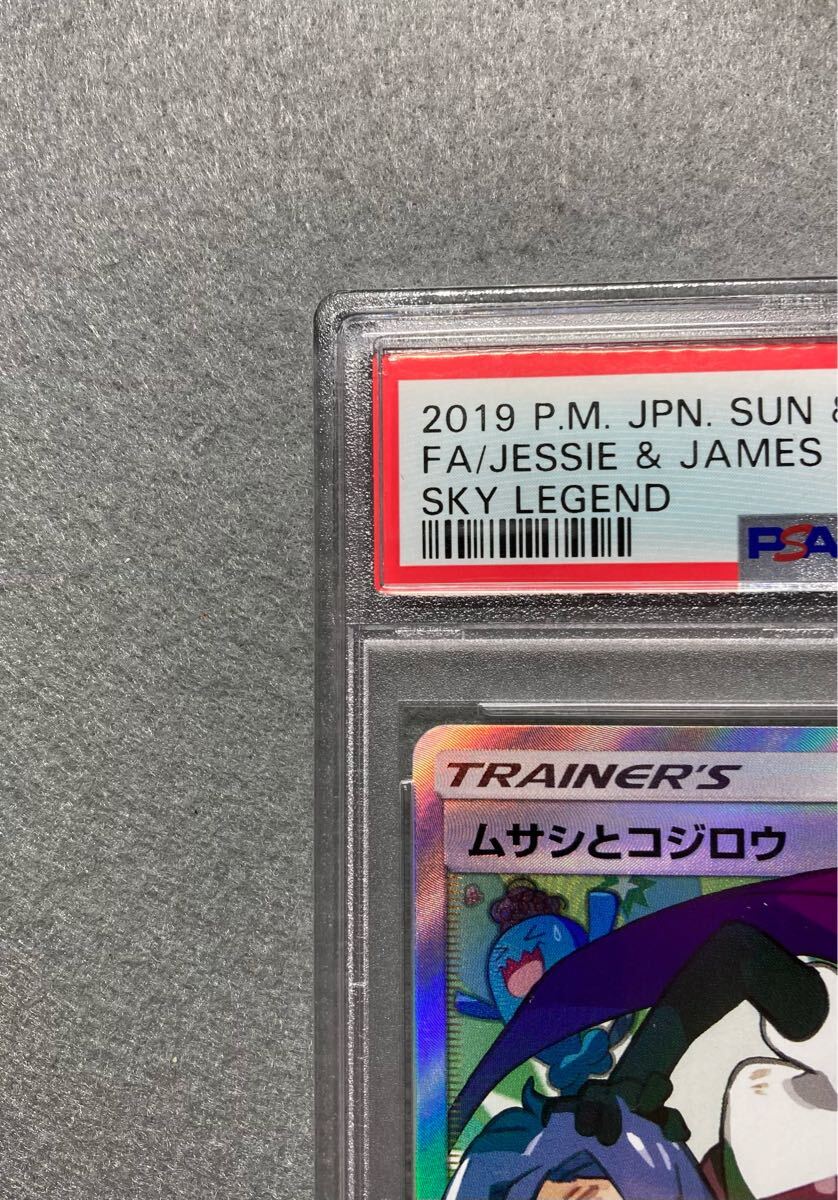 2019 P.M. JPN. SUN &
FA/JESSIE & JAMES
SKY LEGEND
PSA
TRAINER'S
ムサシとコジロウ